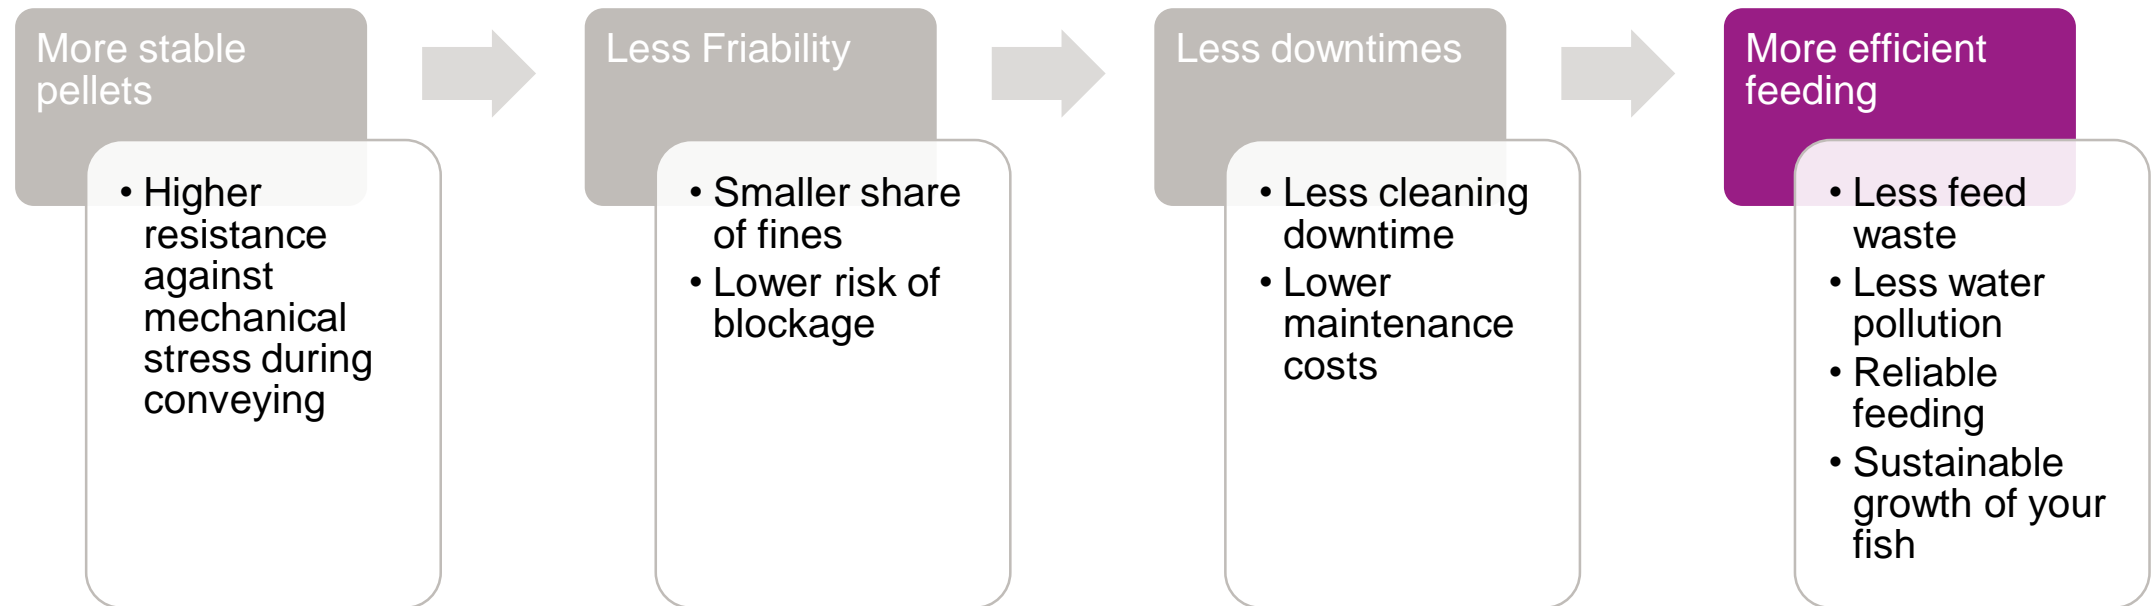 More stable
pellets
• Higher
resistance
against
mechanical
stress during
conveying
Less Friability
• Smaller share
of fines
• Lower risk of
blockage
Less downtimes
• Less cleaning
downtime
• Lower
maintenance
costs
More efficient
feeding
• Less feed
waste
• Less water
pollution
• Reliable
feeding
• Sustainable
growth of your
fish